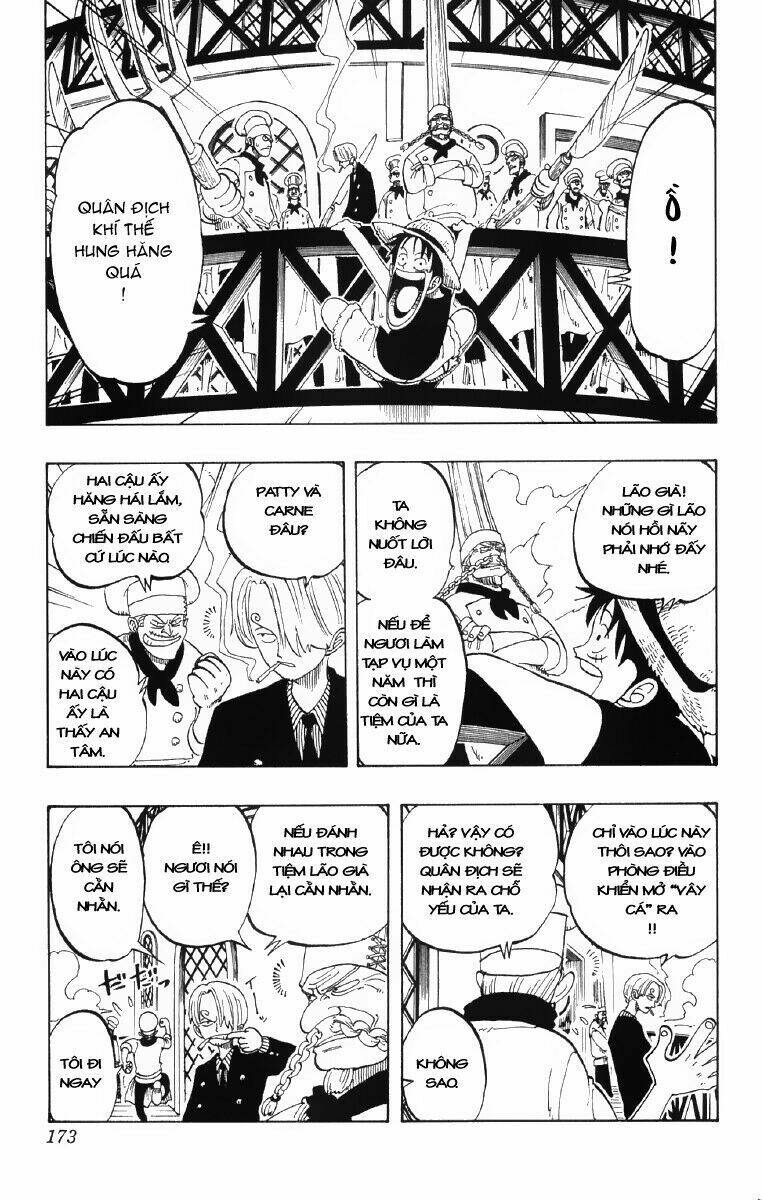 Ồ!
QUÂN ĐỊCH
KHÍ THẾ
HUNG HĂNG
QUÁ
!
LÃO GIÀ!
NHỮNG GÌ LÃO
NÓI HỒI NÃY
PHẢI NHỚ ĐẤY
NHÉ.
TA
KHÔNG
NUỐT LỜI
ĐÂU.
NẾU ĐỂ
NGƯƠI LÀM
TẠP VỤ MỘT
NĂM THÌ
CÒN GÌ LÀ
TIỆM CỦA TA
NỮA.
PATTY VÀ
CARNE
ĐÂU?
HAI CẬU ẤY
HĂNG HÁI LẮM,
SẴN SÀNG
CHIẾN ĐẤU BẤT
CỨ LÚC NÀO.
VÀO LÚC
NÀY CÓ
HAI CẬU
ẤY LÀ
THẤY AN
TÂM.
CHỈ VÀO LÚC NÀY
THÔI SAO? VÀO
PHÒNG ĐIỀU
KHIỂN MỞ "VÂY
CÁ" RA
!!
HẢ? VẬY CÓ
ĐƯỢC KHÔNG?
QUÂN ĐỊCH SẼ
NHẬN RA CHỖ
YẾU CỦA TA.
KHÔNG
SAO.
NẾU ĐÁNH
NHAU TRONG
TIỆM LÃO GIÀ
LẠI CẰN NHẰN.
Ê!!
NGƯƠI NÓI
GÌ THẾ?
TÔI NÓI
ÔNG SẼ
CẰN
NHẰN.
TÔI ĐI
NGAY
173